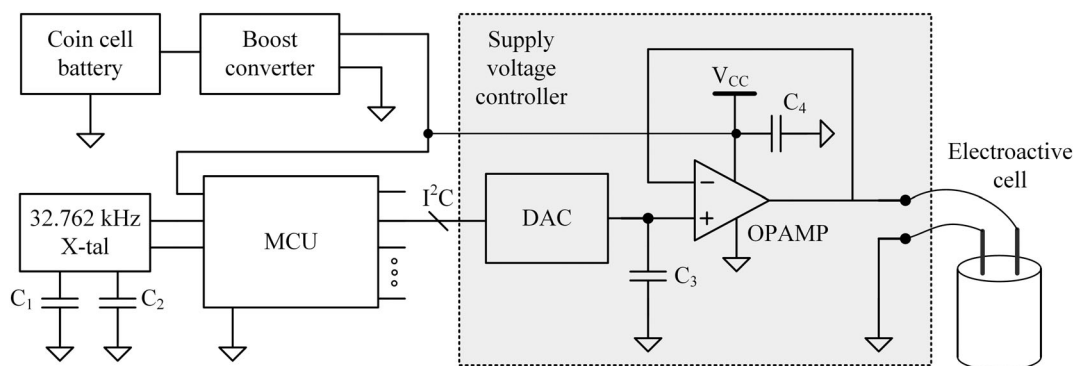 Coin cell
battery
Boost
converter
Supply
voltage
controller
V_CC
C_4
Electroactive
cell
32.762 kHz
X-tal
MCU
I²C
DAC
−
+
OPAMP
C_1
C_2
C_3